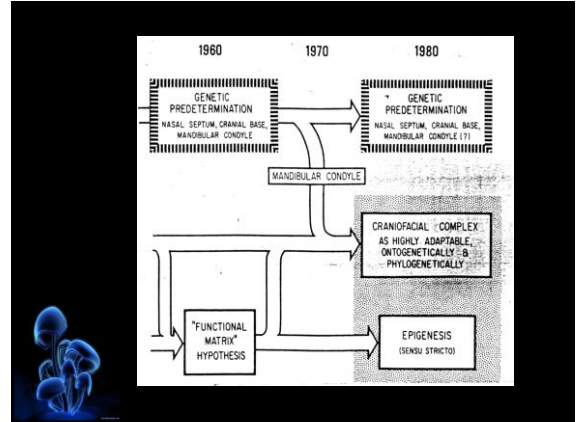 1960 1970 1980
GENETIC
PREDETERMINATION
NASAL SEPTUM, CRANIAL BASE,
MANDIBULAR CONDYLE
GENETIC
PREDETERMINATION
NASAL SEPTUM, CRANIAL BASE,
MANDIBULAR CONDYLE (?)
MANDIBULAR CONDYLE
CRANIOFACIAL COMPLEX
AS HIGHLY ADAPTABLE,
ONTOGENETICALLY &
PHYLOGENETICALLY
"FUNCTIONAL
MATRIX"
HYPOTHESIS
EPIGENESIS
(SENSU STRICTO)